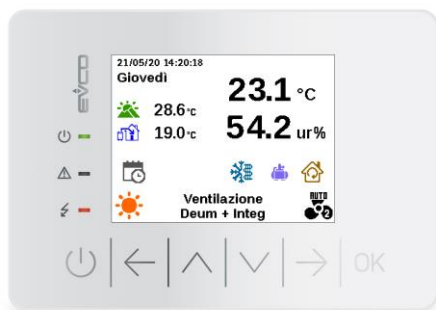 EVCO
21/05/20 14:20:18
Giovedì
23.1 °C
28.6 °C
19.0 °C
54.2 ur%
Ventilazione
Deum + Integ
AUTO
2
OK